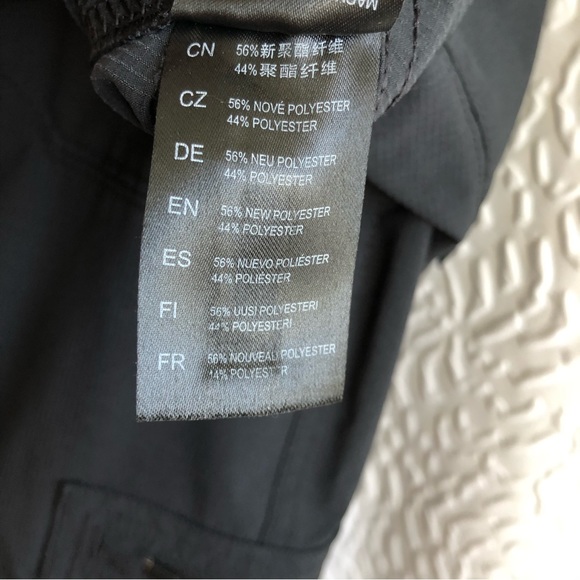 CN 56%新聚酯纤维
44%聚酯纤维
CZ 56% NOVÉ POLYESTER
44% POLYESTER
DE 56% NEU POLYESTER
44% POLYESTER
EN 56% NEW POLYESTER
44% POLYESTER
ES 56% NUEVO POLIÉSTER
44% POLIÉSTER
FI 56% UUSI POLYESTERI
44% POLYESTERI
FR 56% NOUVEAU POLYESTER
44% POLYESTER